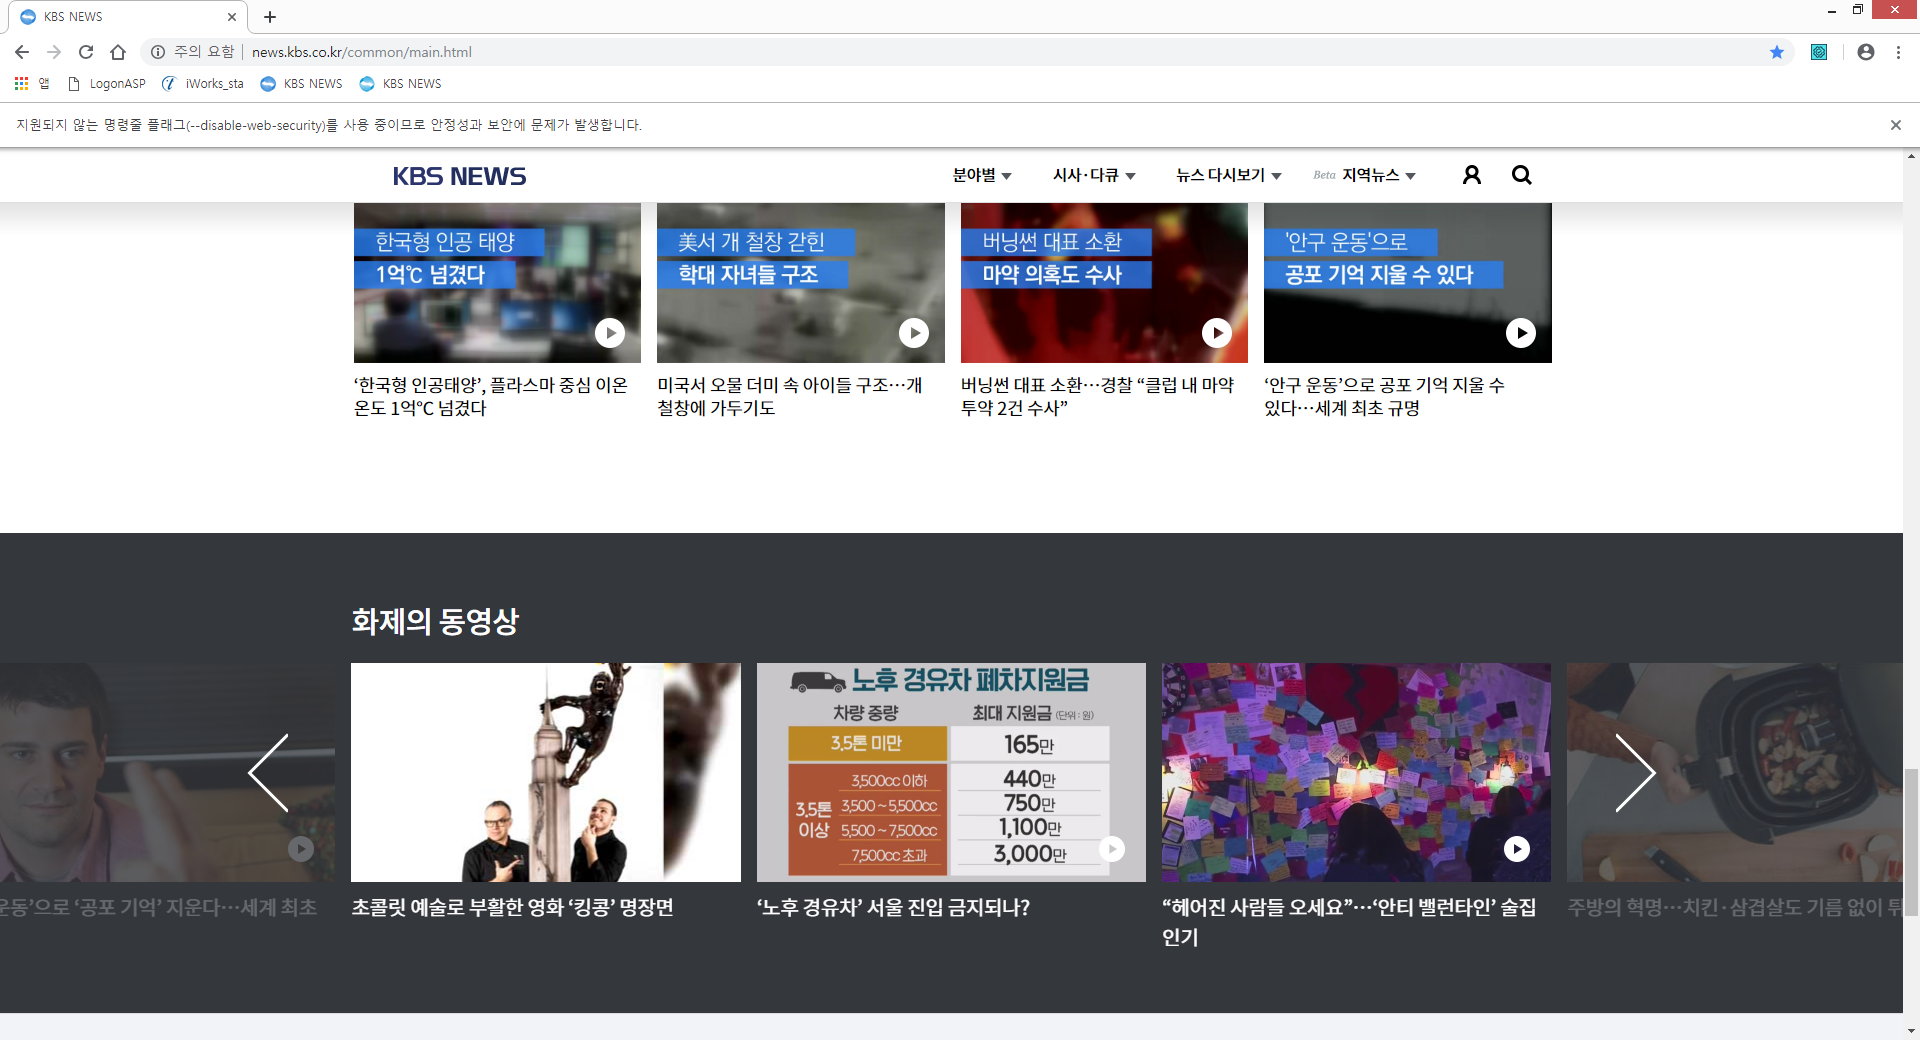 KBS NEWS
주의 요함
news.kbs.co.kr/common/main.html
앱
LogonASP
iWorks_sta
KBS NEWS
KBS NEWS
지원되지 않는 명령줄 플래그(--disable-web-security)를 사용 중이므로 안정성과 보안에 문제가 발생합니다.
KBS NEWS
분야별
시사·다큐
뉴스 다시보기
Beta 지역뉴스
한국형 인공 태양
1억℃ 넘겼다
美서 개 철창 갇힌
학대 자녀들 구조
버닝썬 대표 소환
마약 의혹도 수사
'안구 운동'으로
공포 기억 지울 수 있다
‘한국형 인공태양’, 플라스마 중심 이온
온도 1억℃ 넘겼다
미국서 오물 더미 속 아이들 구조…개
철창에 가두기도
버닝썬 대표 소환…경찰 “클럽 내 마약
투약 2건 수사”
‘안구 운동’으로 공포 기억 지울 수
있다…세계 최초 규명
화제의 동영상
노후 경유차 폐차지원금
차량 중량
최대 지원금 (단위 : 원)
3.5톤 미만
165만
3.5톤
이상
3,500cc 이하
440만
3,500 ~ 5,500cc
750만
5,500 ~ 7,500cc
1,100만
7,500cc 초과
3,000만
운동’으로 ‘공포 기억’ 지운다…세계 최초
초콜릿 예술로 부활한 영화 ‘킹콩’ 명장면
‘노후 경유차’ 서울 진입 금지되나?
“헤어진 사람들 오세요”…‘안티 밸런타인’ 술집
인기
주방의 혁명…치킨·삼겹살도 기름 없이 튀